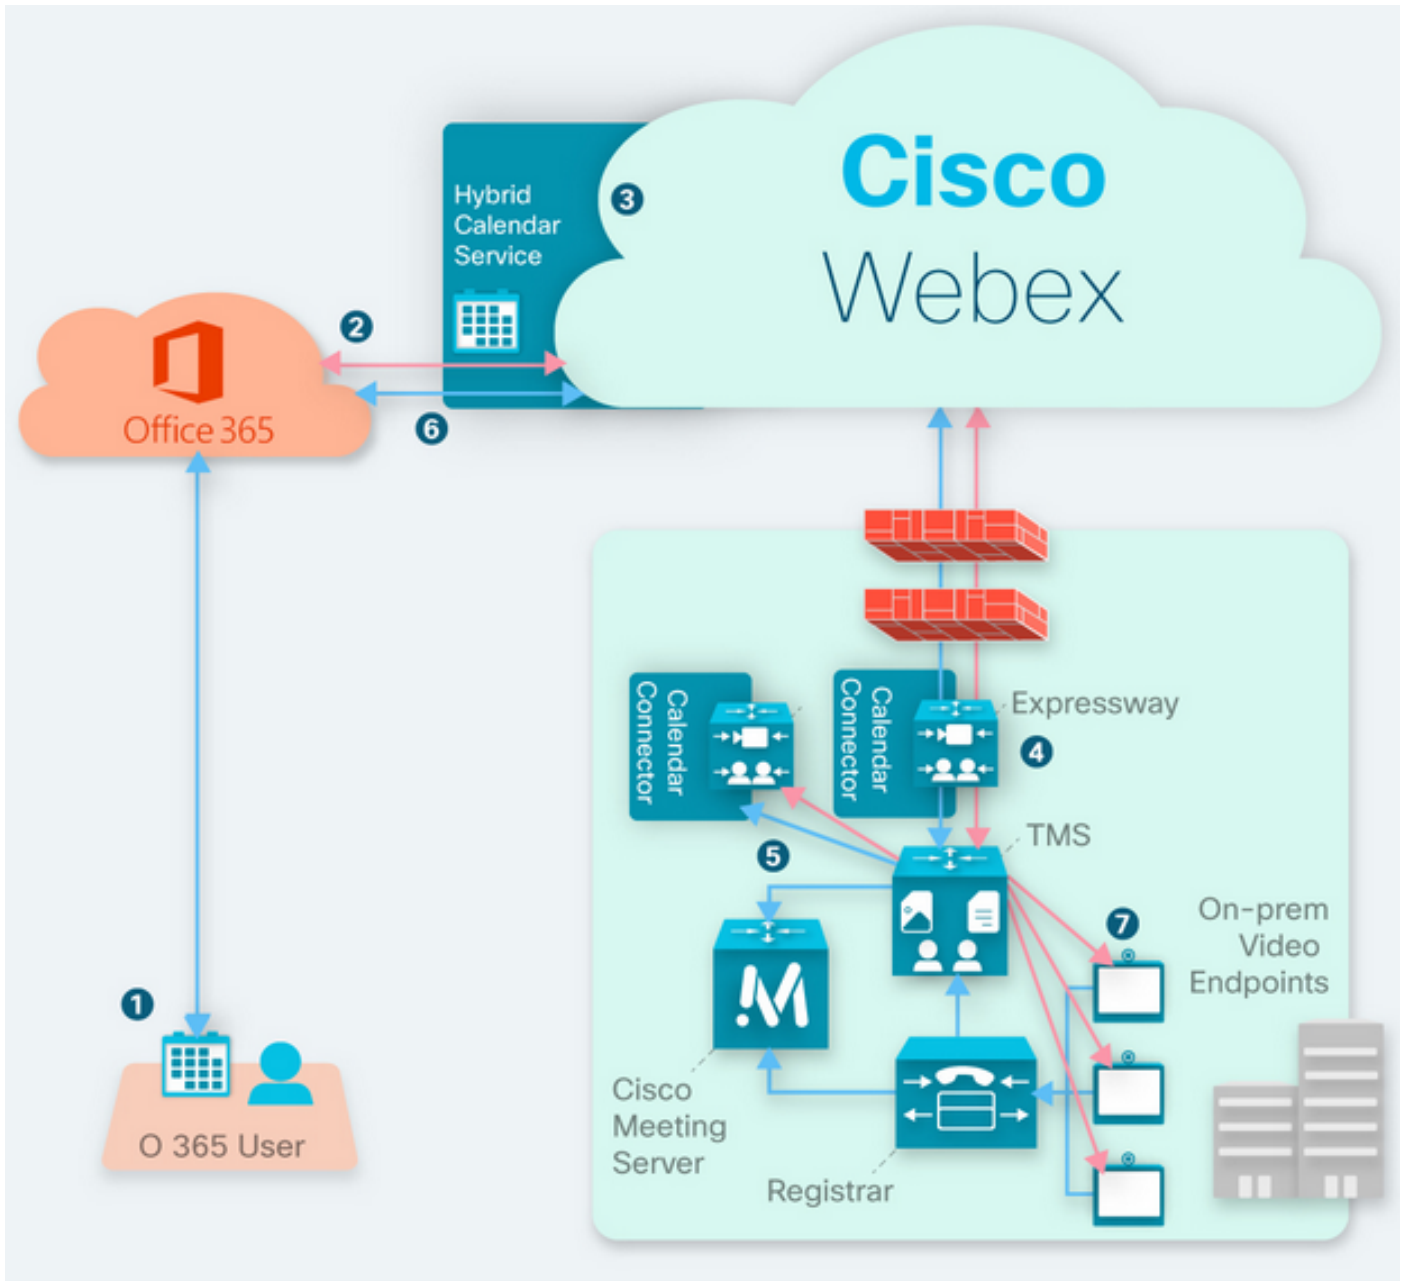 Cisco
Webex
Hybrid
Calendar
Service
3
2
Office 365
6
Calendar
Connector
Calendar
Connector
Expressway
4
TMS
5
7
On-prem
Video
Endpoints
1
O 365 User
Cisco
Meeting
Server
Registrar